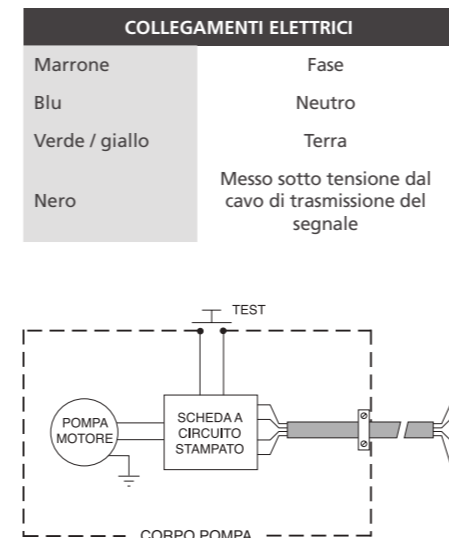 COLLEGAMENTI ELETTRICI
Marrone Fase
Blu Neutro
Verde / giallo Terra
Nero Messo sotto tensione dal
cavo di trasmissione del
segnale
TEST
POMPA
MOTORE
SCHEDA A
CIRCUITO
STAMPATO
CORPO POMPA